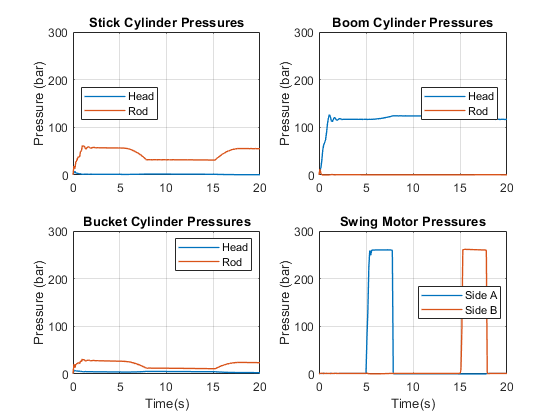 Stick Cylinder Pressures
Boom Cylinder Pressures
300
200
100
0
Pressure (bar)
Head
Rod
0
5
10
15
20
300
200
100
0
Pressure (bar)
Head
Rod
0
5
10
15
20
Bucket Cylinder Pressures
Swing Motor Pressures
300
200
100
0
Pressure (bar)
Head
Rod
0
5
10
15
20
Time(s)
300
200
100
0
Pressure (bar)
Side A
Side B
0
5
10
15
20
Time(s)